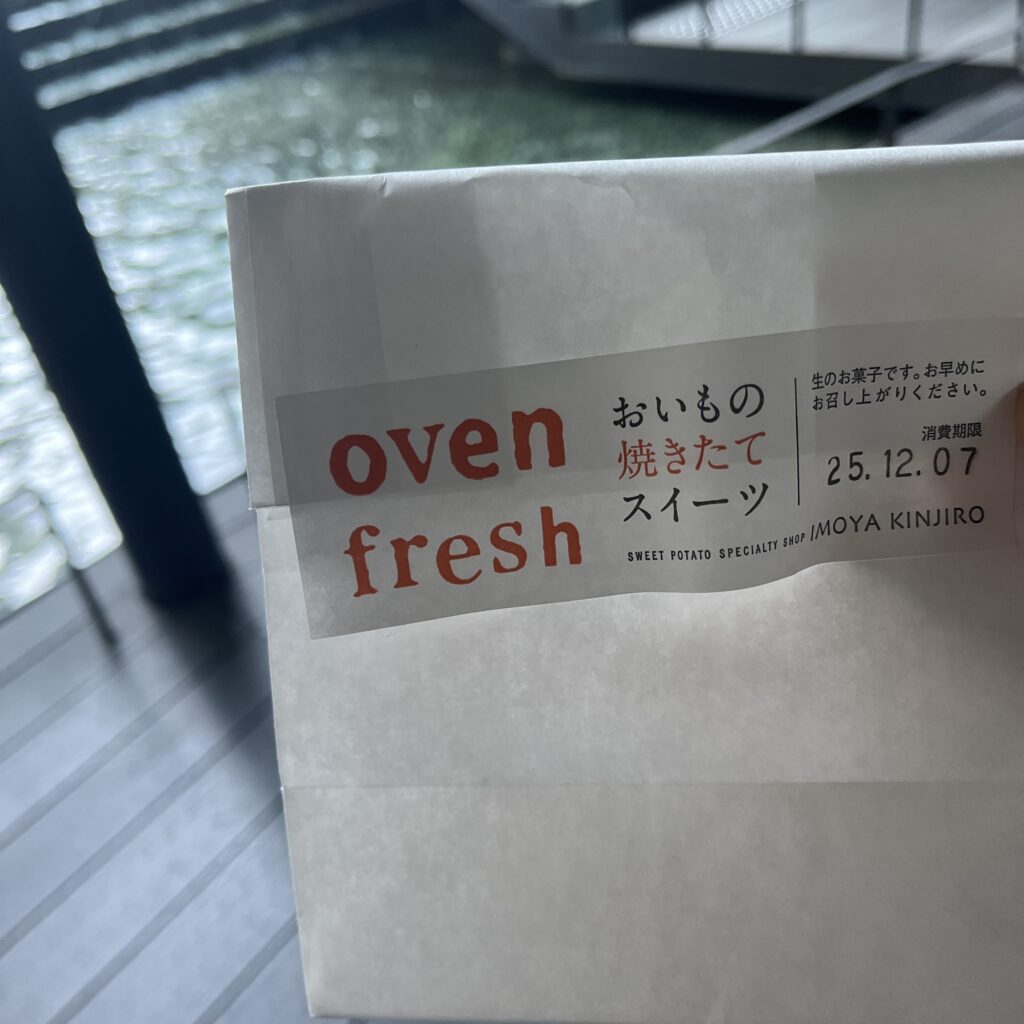 oven
fresh
おいもの
焼きたて
スイーツ
SWEET POTATO SPECIALTY SHOP IMOYA KINJIRO
生のお菓子です。お早めに
お召し上がりください。
消費期限
25.12.07